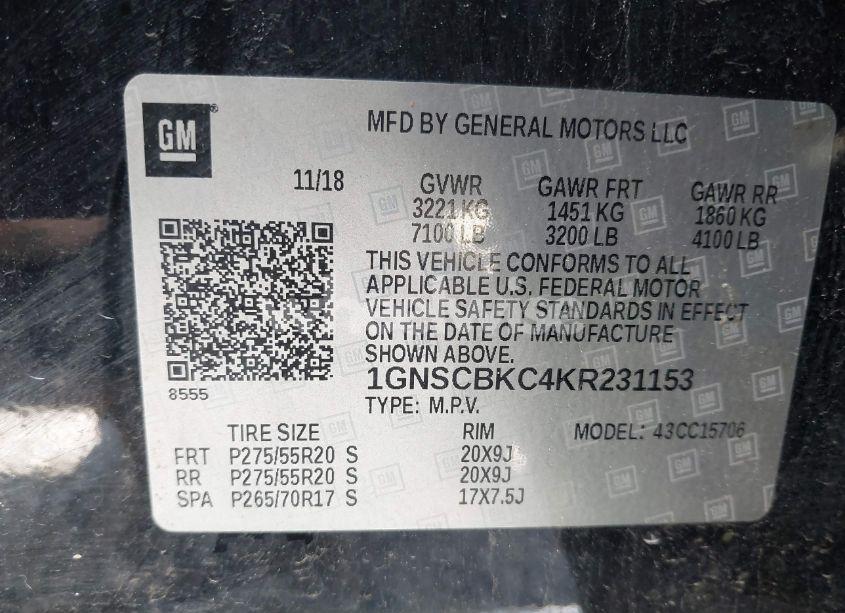 GM
MFD BY GENERAL MOTORS LLC
11/18 GVWR GAWR FRT GAWR RR
3221 KG 1451 KG 1860 KG
7100 LB 3200 LB 4100 LB
THIS VEHICLE CONFORMS TO ALL
APPLICABLE U.S. FEDERAL MOTOR
VEHICLE SAFETY STANDARDS IN EFFECT
ON THE DATE OF MANUFACTURE
SHOWN ABOVE.
1GNSCBKC4KR231153
8555
TYPE: M.P.V.
TIRE SIZE RIM MODEL: 43CC15706
FRT P275/55R20 S 20X9J
RR P275/55R20 S 20X9J
SPA P265/70R17 S 17X7.5J